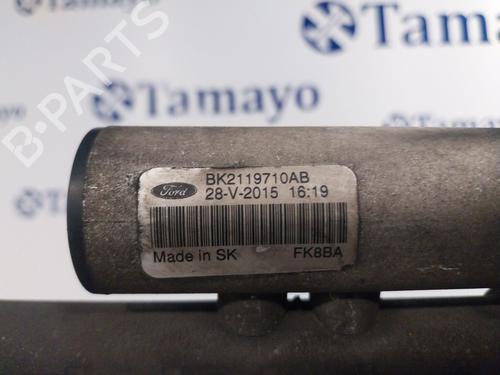 Tamayo
Tamayo
B-PARTS
Ford
BK2119710AB
28-V-2015 16:19
Made in SK
FK8BA